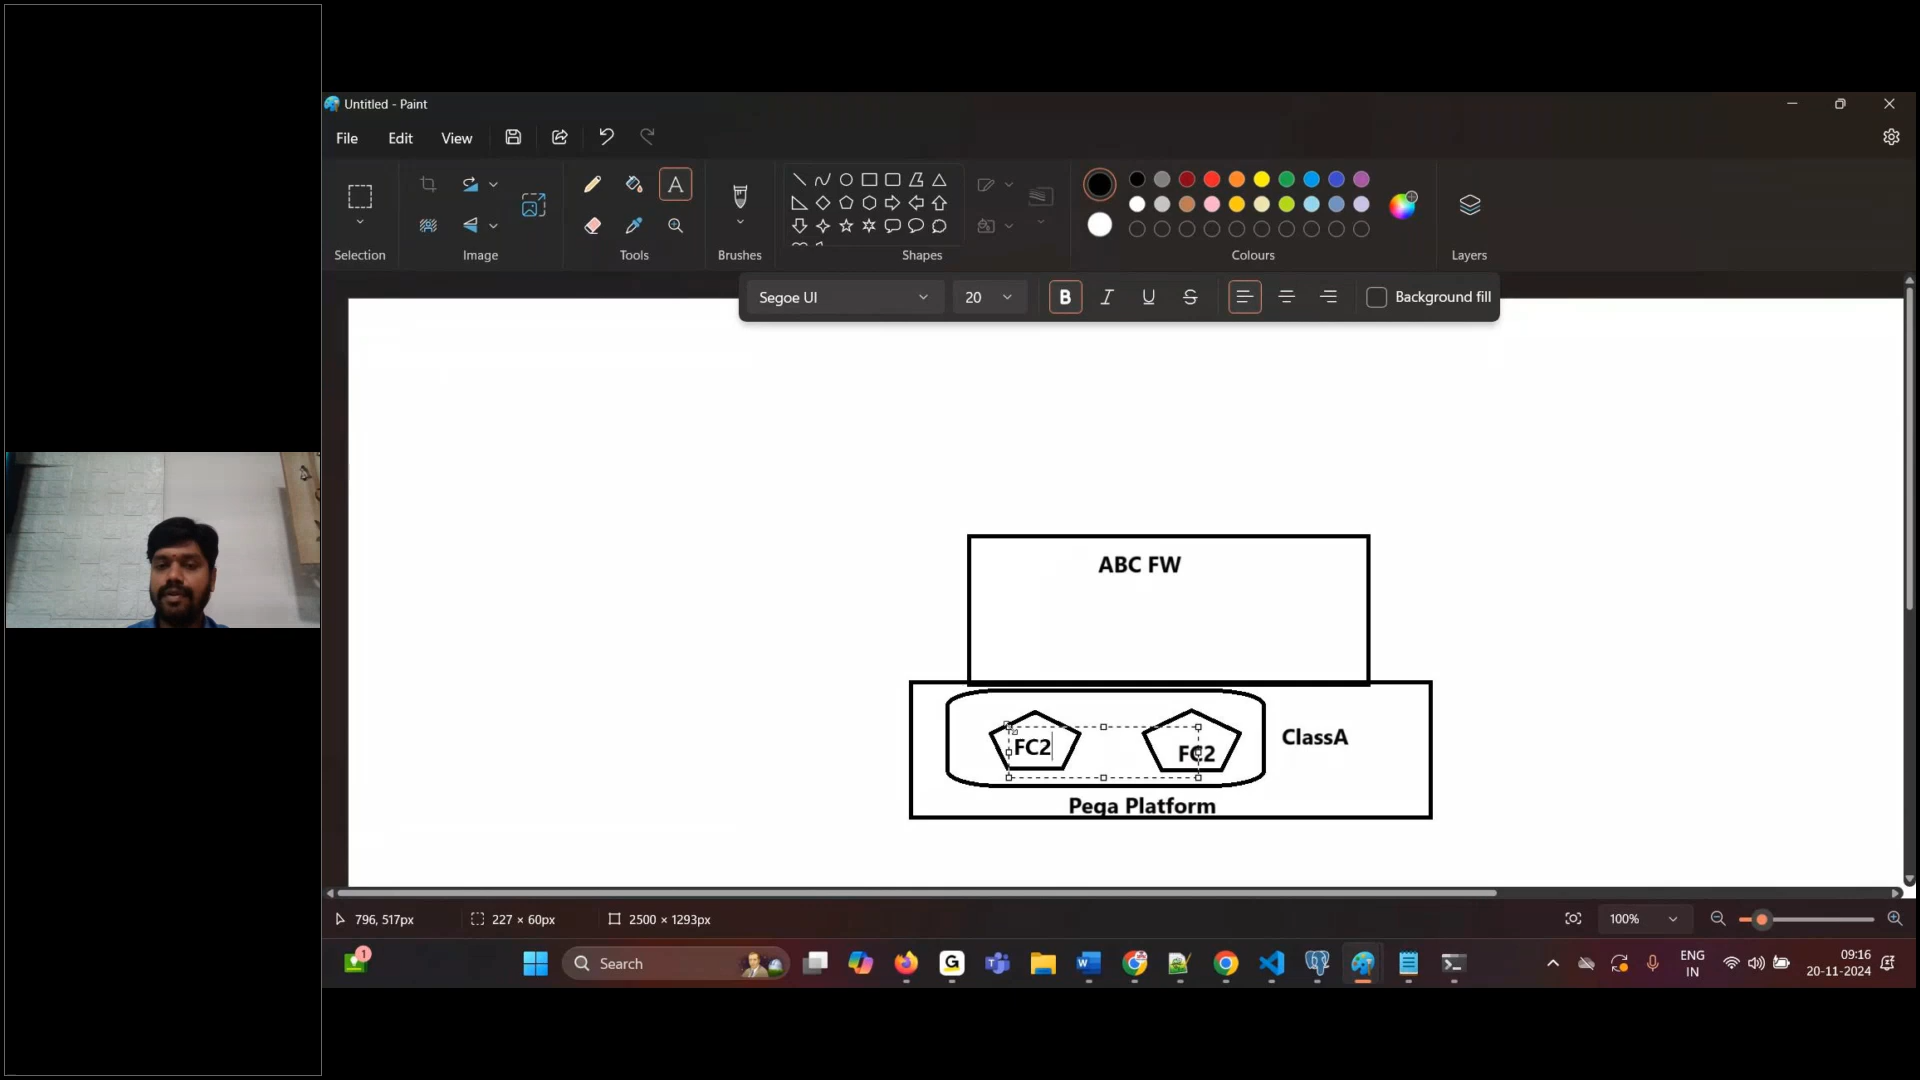 Untitled - Paint
File Edit View
Selection Image Tools Brushes Shapes Colours Layers
Segoe UI 20 B I U S Background fill
ABC FW
FC2 FC2 ClassA
Pega Platform
796, 517px 227 × 60px 2500 × 1293px 100%
1 Search ENG IN 09:16 20-11-2024